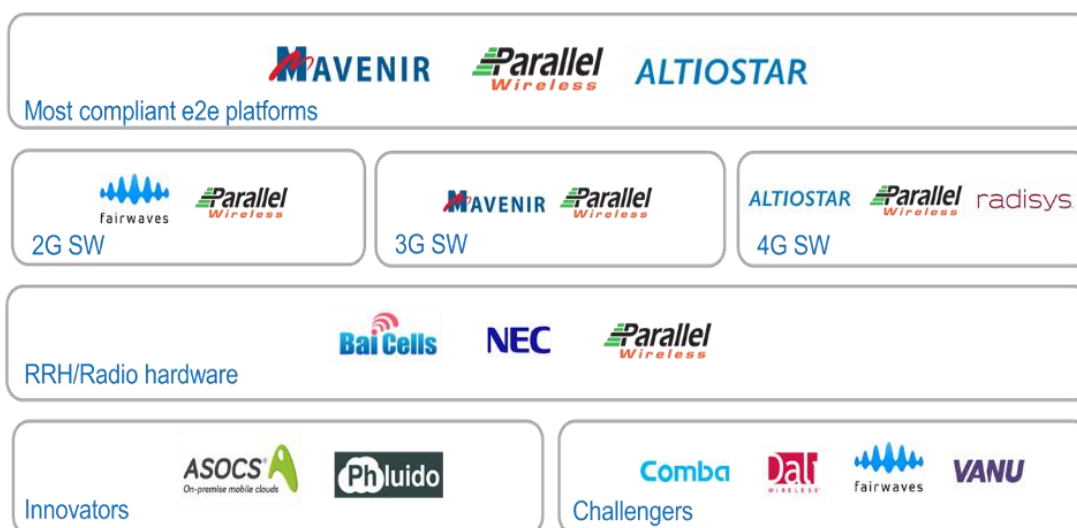 MAVENIR
Parallel
Wireless
ALTIOSTAR
Most compliant e2e platforms
fairwaves
Parallel
Wireless
2G SW
MAVENIR
Parallel
Wireless
3G SW
ALTIOSTAR
Parallel
Wireless
radisys
4G SW
BaiCells
NEC
Parallel
Wireless
RRH/Radio hardware
ASOCS
On-premise mobile clouds
Phluido
Innovators
Comba
Dali
WIRELESS
fairwaves
VANU
Challengers